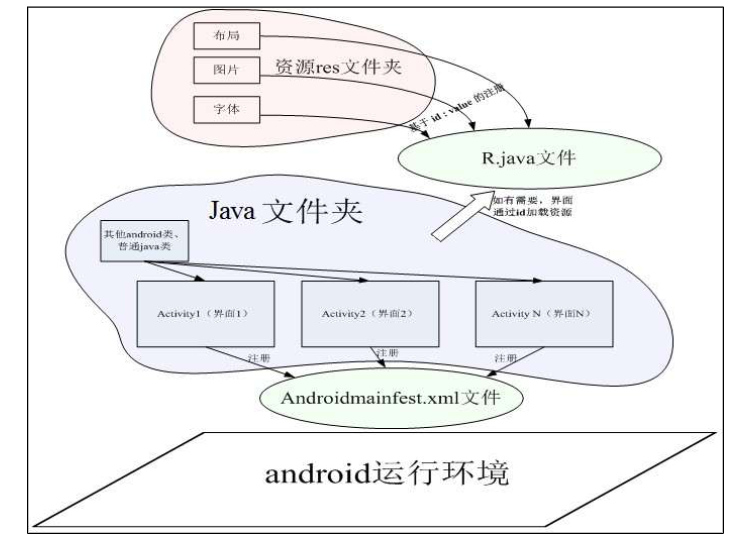 布局
图片
资源res文件夹
字体
基于 id : value 的注册
R.java文件
如有需要，界面
通过id加载资源
Java 文件夹
其他android类、
普通java类
Activity1（界面1）
Activity2（界面2）
Activity N（界面N）
注册
注册
注册
Androidmainfest.xml文件
android运行环境